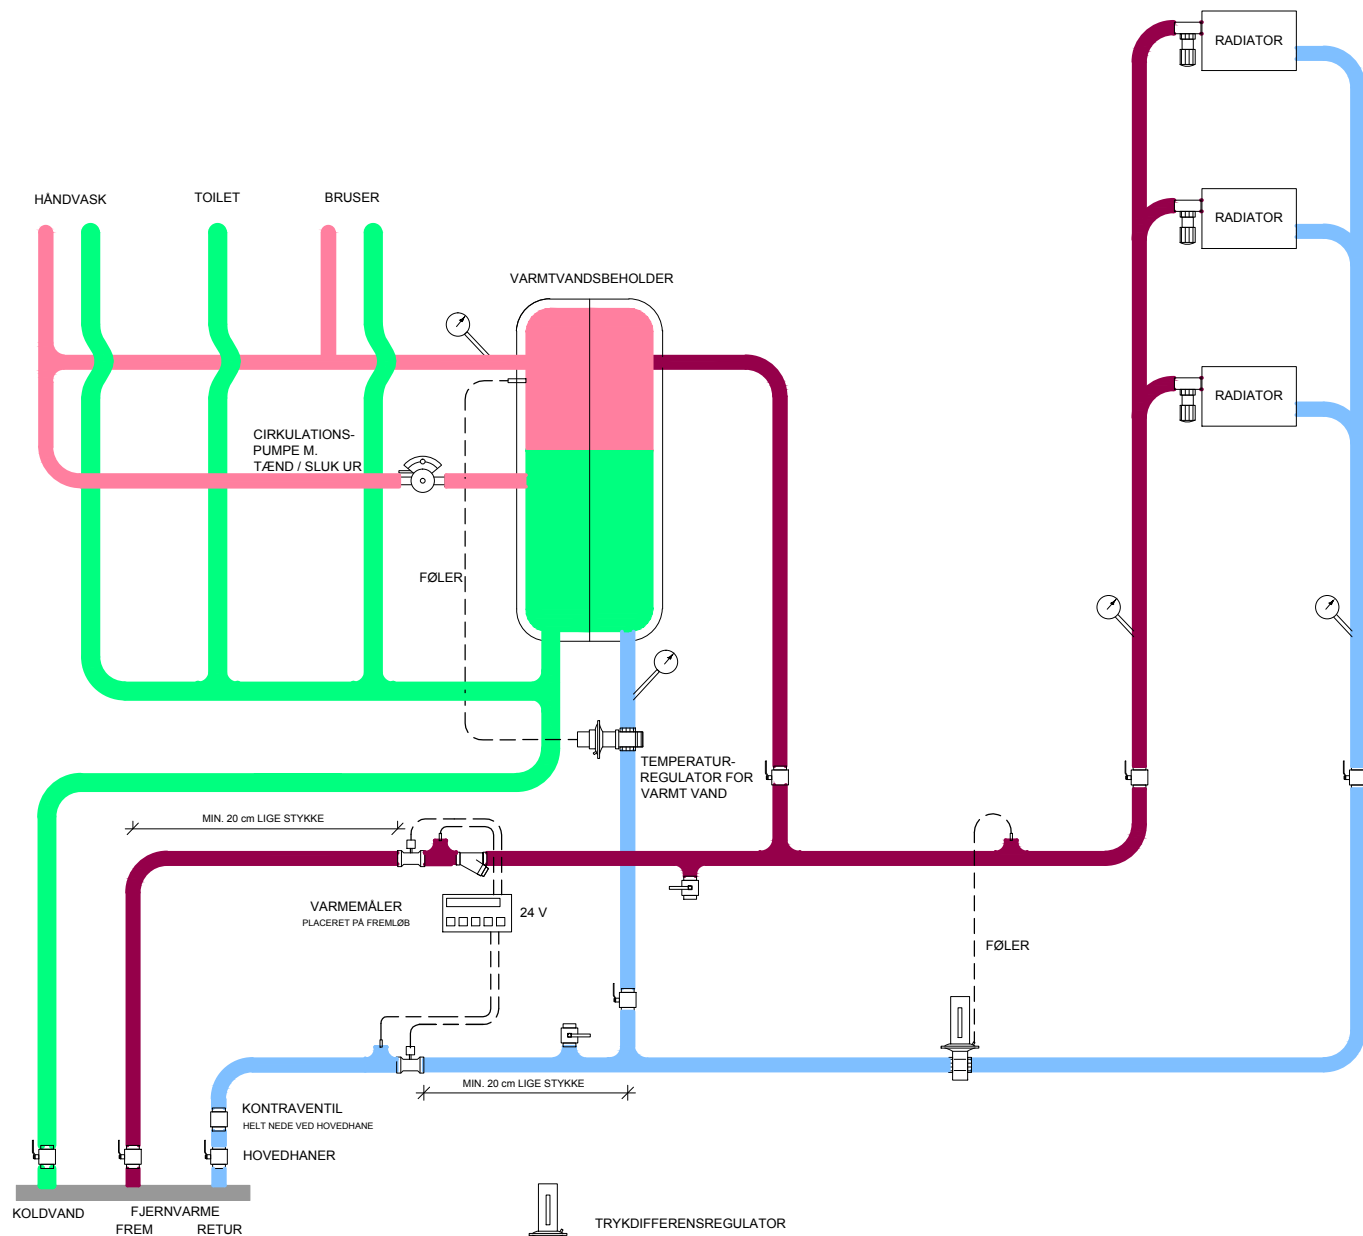 RADIATOR
HÅNDVASK
TOILET
BRUSER
RADIATOR
VARMTVANDSBEHOLDER
RADIATOR
CIRKULATIONS-
PUMPE M.
TÆND / SLUK UR
FØLER
TEMPERATUR-
REGULATOR FOR
VARMT VAND
MIN. 20 cm LIGE STYKKE
VARMEMÅLER
PLACERET PÅ FREMLØB
24 V
FØLER
MIN. 20 cm LIGE STYKKE
KONTRAVENTIL
HELT NEDE VED HOVEDHANE
HOVEDHANER
KOLDVAND
FJERNVARME
FREM
RETUR
TRYKDIFFERENSREGULATOR